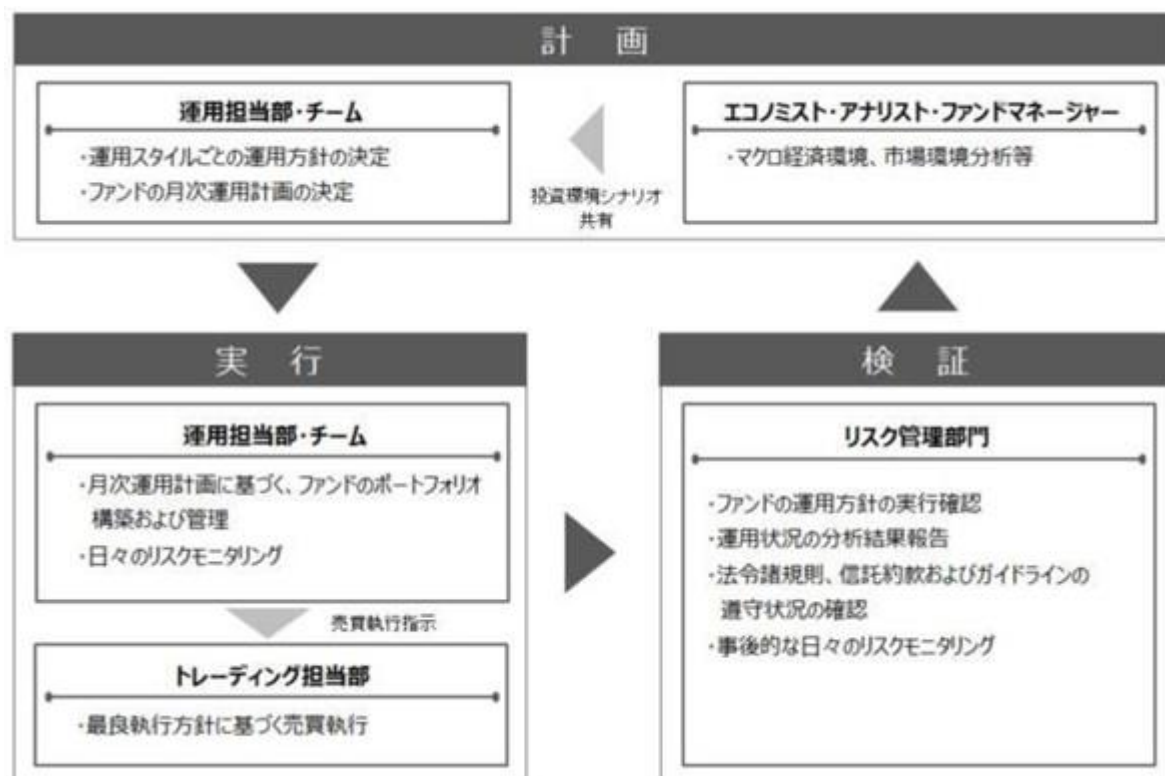 計 画
運用担当部・チーム
・運用スタイルごとの運用方針の決定
・ファンドの月次運用計画の決定
投資環境シナリオ
共有
エコノミスト・アナリスト・ファンドマネージャー
・マクロ経済環境、市場環境分析等
実 行
運用担当部・チーム
・月次運用計画に基づく、ファンドのポートフォリオ
構築および管理
・日々のリスクモニタリング
売買執行指示
トレーディング担当部
・最良執行方針に基づく売買執行
検 証
リスク管理部門
・ファンドの運用方針の実行確認
・運用状況の分析結果報告
・法令諸規則、信託約款およびガイドラインの
遵守状況の確認
・事後的な日々のリスクモニタリング